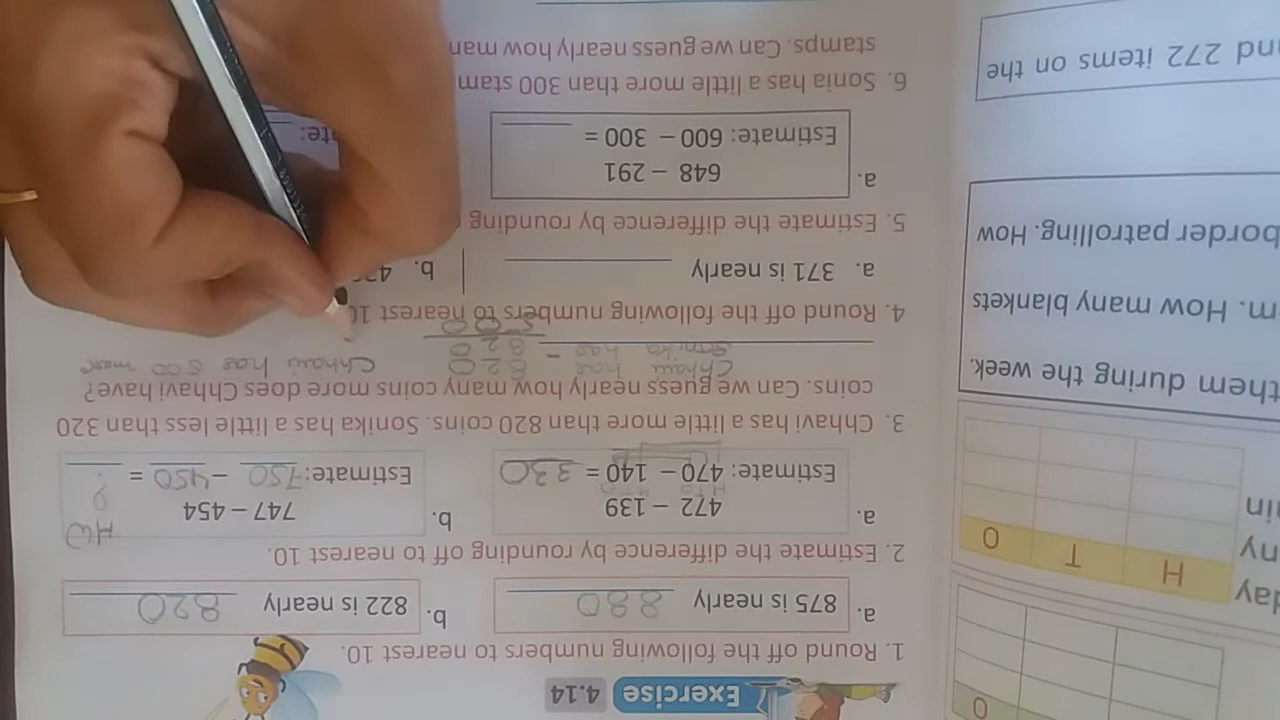 Exercise 4.14
1. Round off the following numbers to nearest 10.
a. 875 is nearly 880
b. 822 is nearly 820
2. Estimate the difference by rounding off to nearest 10.
a. 472 – 139
Estimate: 470 – 140 = 330
b. 747 – 454
Estimate: 750 – 450 = ?
HW
3. Chhavi has a little more than 820 coins. Sonika has a little less than 320
coins. Can we guess nearly how many coins more does Chhavi have?
Chhavi has – 820
Sonika has – 320
500
Chhavi has 500 more
4. Round off the following numbers to nearest
a. 371 is nearly
b.
5. Estimate the difference by rounding
a. 648 – 291
Estimate: 600 – 300 =
6. Sonia has a little more than 300
stamps. Can we guess nearly how
O
H T O
them during the week.
How many blankets
border patrolling. How
272 items on the